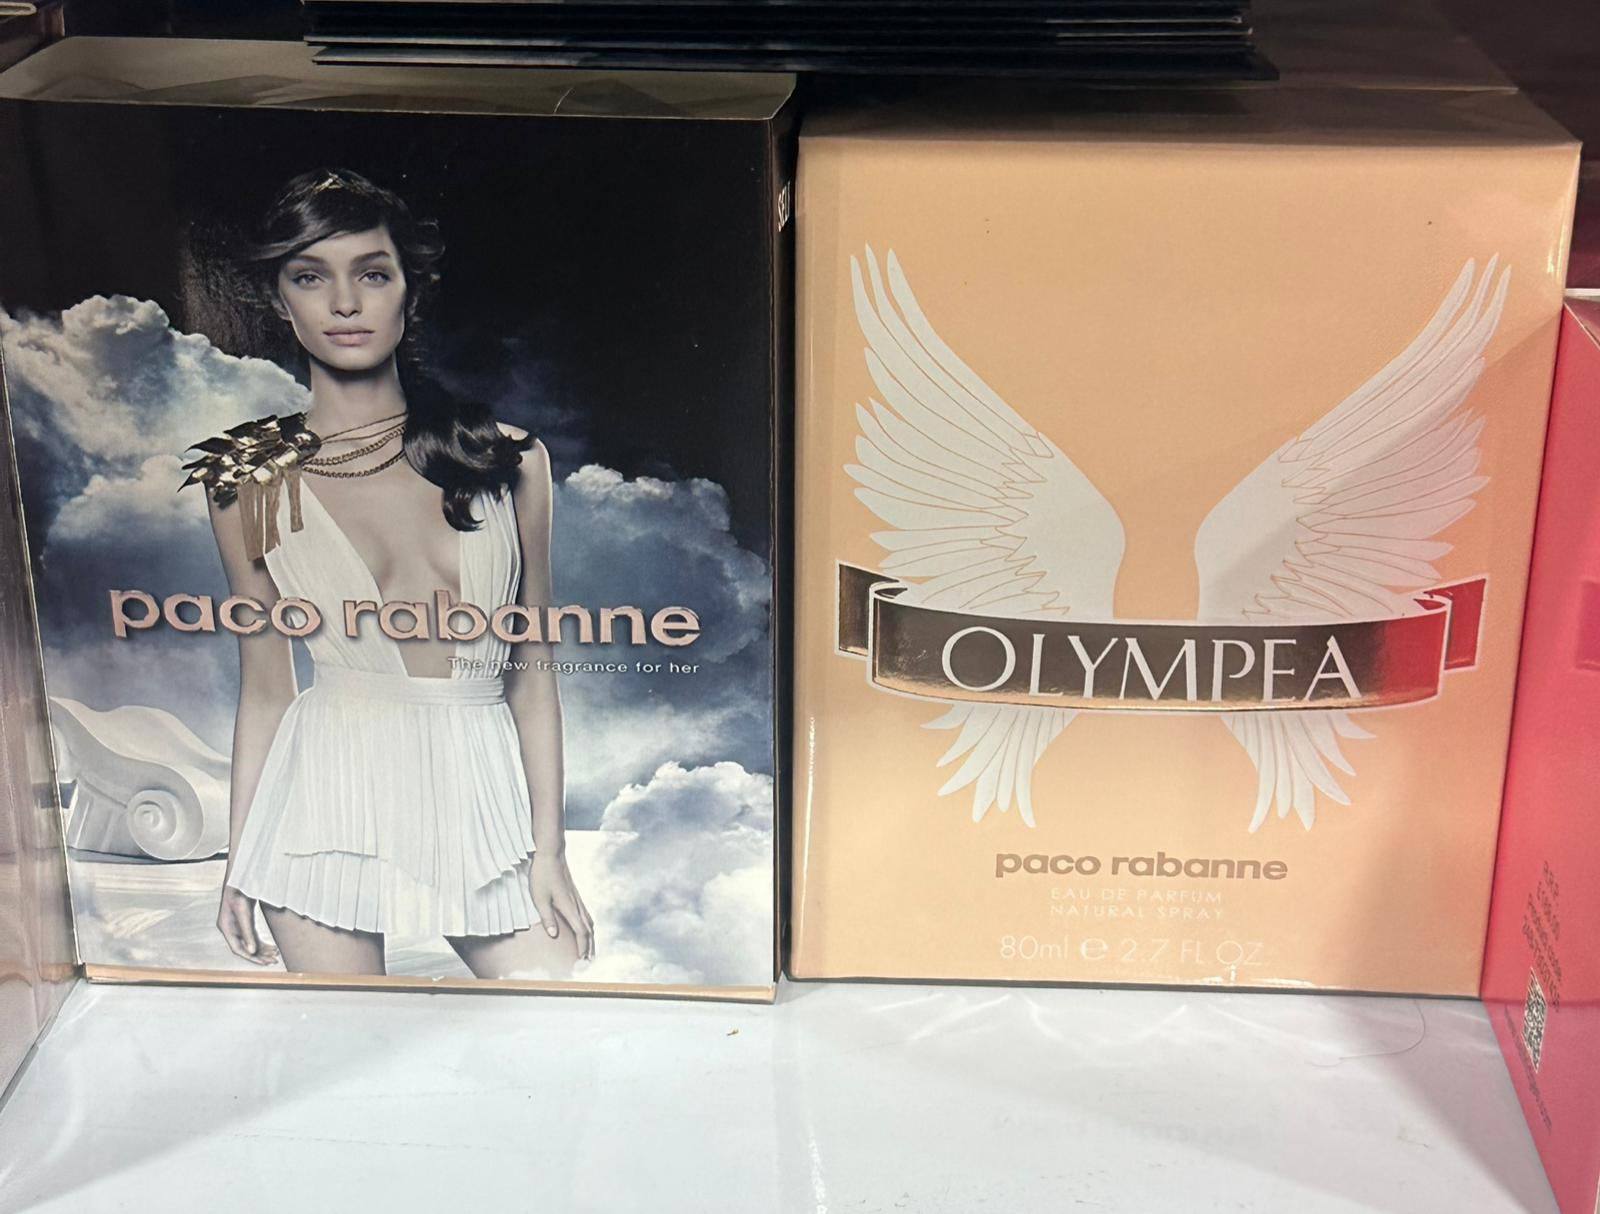 paco rabanne
The new fragrance for her
OLYMPEA
paco rabanne
EAU DE PARFUM
NATURAL SPRAY
80ml e 2.7 FL OZ